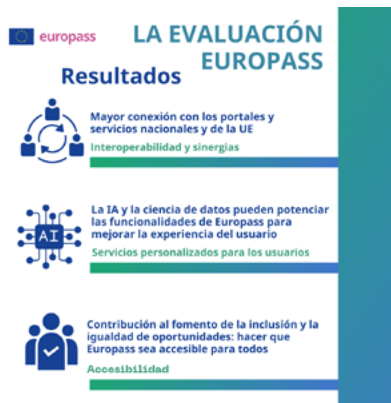 europass
LA EVALUACIÓN
EUROPASS
Resultados
Mayor conexión con los portales y
servicios nacionales y de la UE
Interoperabilidad y sinergias
AI
La IA y la ciencia de datos pueden potenciar
las funcionalidades de Europass para
mejorar la experiencia del usuario
Servicios personalizados para los usuarios
Contribución al fomento de la inclusión y la
igualdad de oportunidades: hacer que
Europass sea accesible para todos
Accesibilidad